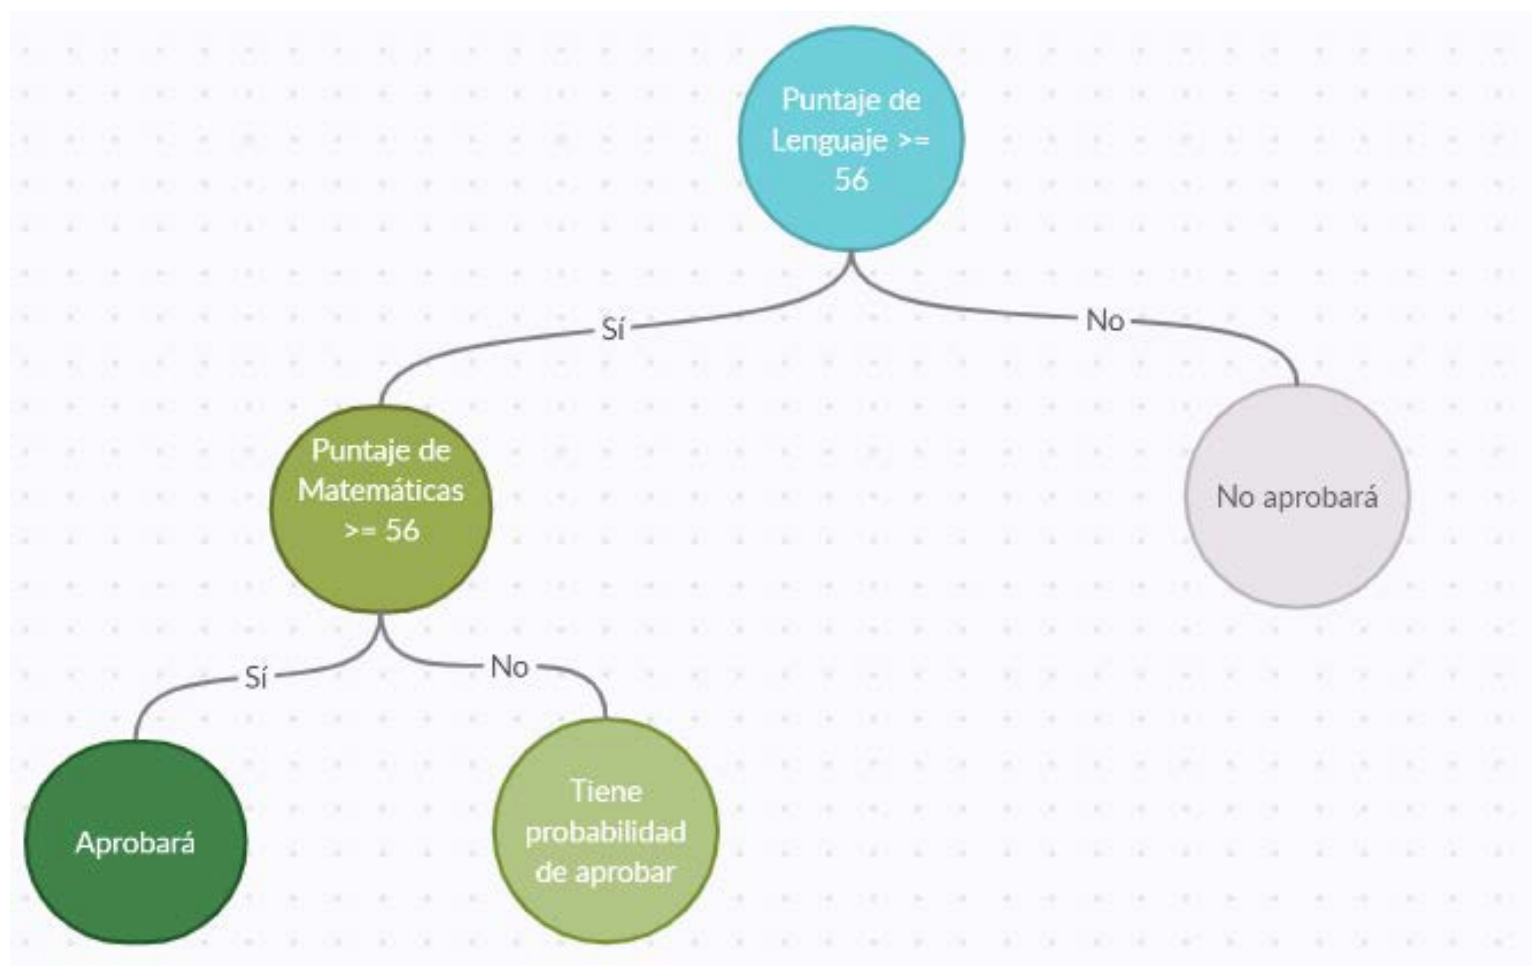 Puntaje de
Lenguaje >=
56
Sí
No
Puntaje de
Matemáticas
>= 56
No aprobará
Sí
No
Aprobará
Tiene
probabilidad
de aprobar